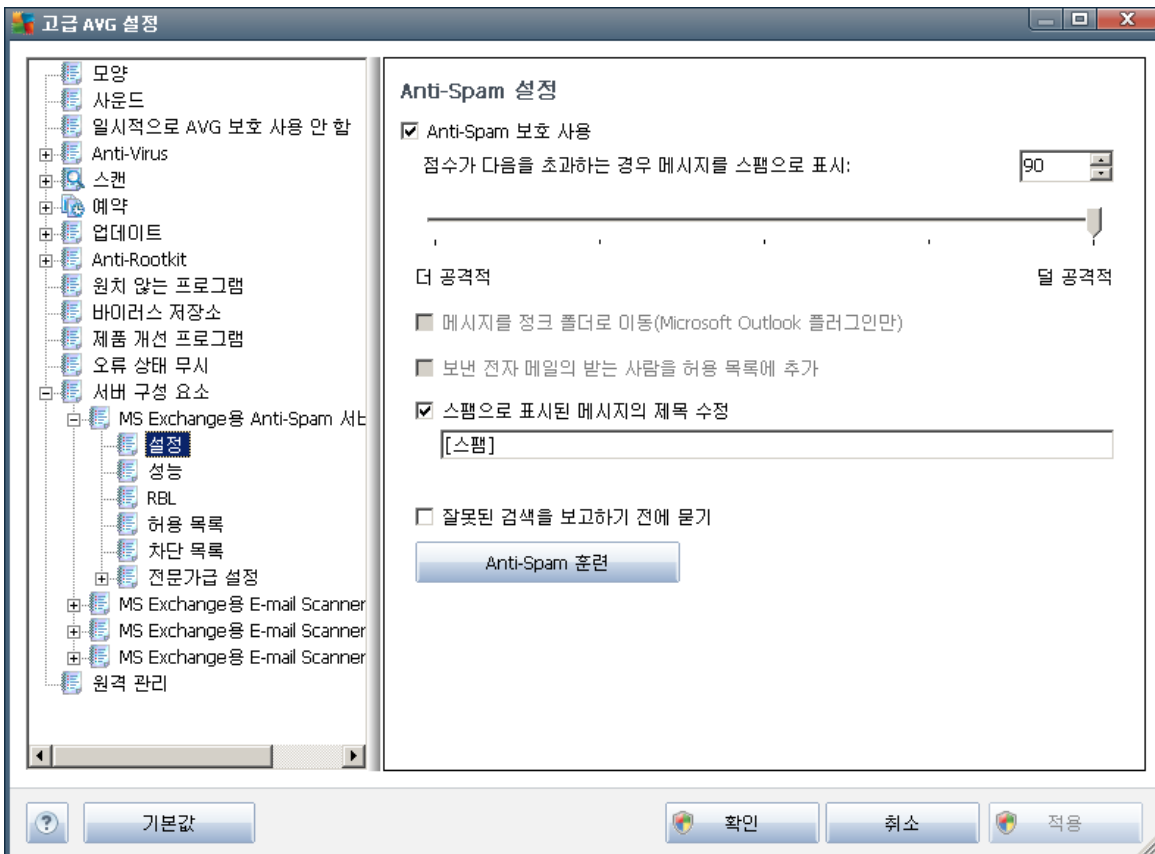 고급 AVG 설정
모양
사운드
일시적으로 AVG 보호 사용 안 함
Anti-Virus
스캔
예약
업데이트
Anti-Rootkit
원치 않는 프로그램
바이러스 저장소
제품 개선 프로그램
오류 상태 무시
서버 구성 요소
MS Exchange용 Anti-Spam 서버
설정
성능
RBL
허용 목록
차단 목록
전문가급 설정
MS Exchange용 E-mail Scanner
MS Exchange용 E-mail Scanner
MS Exchange용 E-mail Scanner
원격 관리
Anti-Spam 설정
Anti-Spam 보호 사용
점수가 다음을 초과하는 경우 메시지를 스팸으로 표시:
90
더 공격적
덜 공격적
메시지를 정크 폴더로 이동(Microsoft Outlook 플러그인만)
보낸 전자 메일의 받는 사람을 허용 목록에 추가
스팸으로 표시된 메시지의 제목 수정
[스팸]
잘못된 검색을 보고하기 전에 묻기
Anti-Spam 훈련
?
기본값
확인
취소
적용